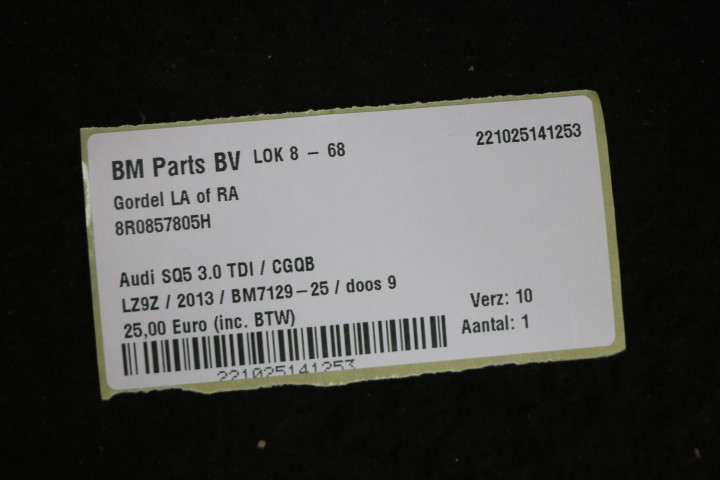 BM Parts BV LOK 8 - 68 221025141253
Gordel LA of RA
8R0857805H
Audi SQ5 3.0 TDI / CGQB
LZ9Z / 2013 / BM7129-25 / doos 9
25,00 Euro (inc. BTW)
Verz: 10
Aantal: 1
221025141253